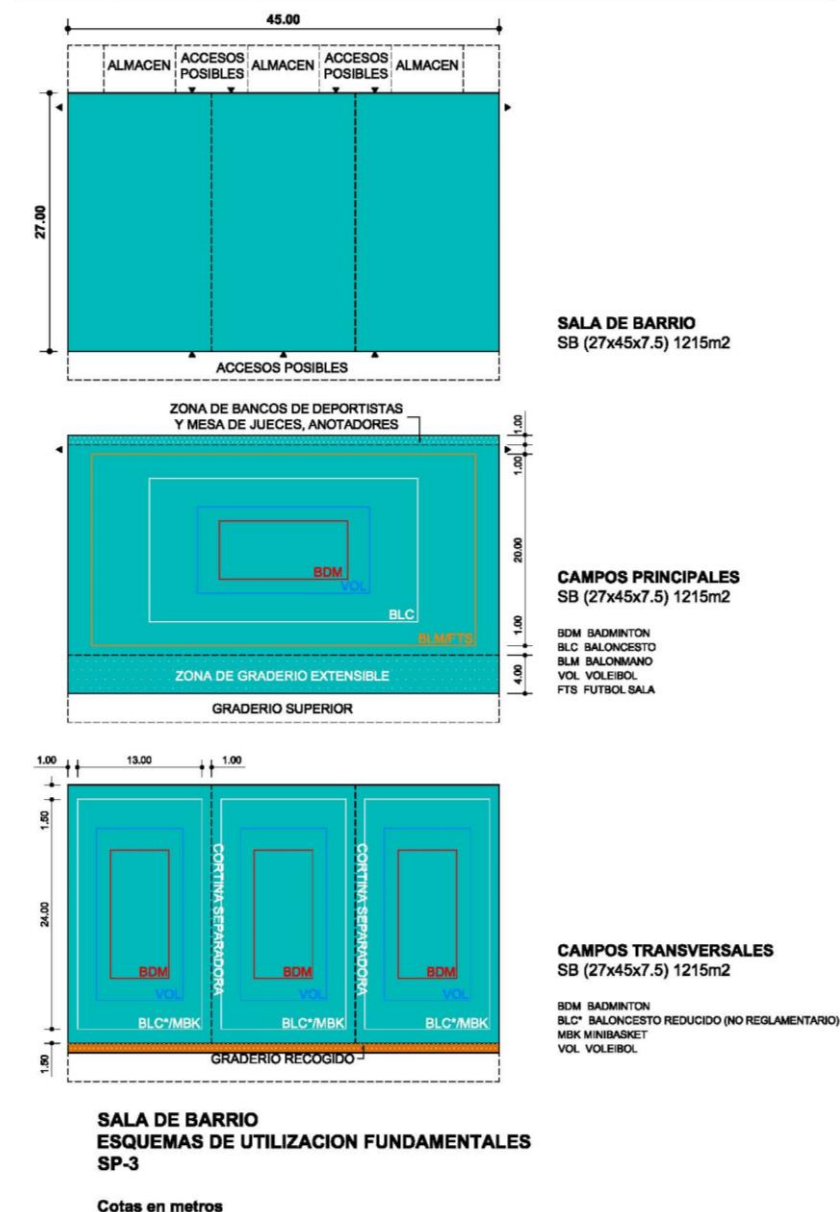 45.00
ALMACEN
ACCESOS
POSIBLES
ALMACEN
ACCESOS
POSIBLES
ALMACEN
27.00
ACCESOS POSIBLES
SALA DE BARRIO
SB (27x45x7.5) 1215m2
ZONA DE BANCOS DE DEPORTISTAS
Y MESA DE JUECES, ANOTADORES
1.00
1.00
20.00
1.00
4.00
BDM
VOL
BLC
BLM/FTS
ZONA DE GRADERIO EXTENSIBLE
GRADERIO SUPERIOR
CAMPOS PRINCIPALES
SB (27x45x7.5) 1215m2
BDM BADMINTON
BLC BALONCESTO
BLM BALONMANO
VOL VOLEIBOL
FTS FUTBOL SALA
1.00
13.00
1.00
1.50
24.00
1.50
CORTINA SEPARADORA
CORTINA SEPARADORA
BDM
BDM
BDM
VOL
VOL
VOL
BLC*/MBK
BLC*/MBK
BLC*/MBK
GRADERIO RECOGIDO
CAMPOS TRANSVERSALES
SB (27x45x7.5) 1215m2
BDM BADMINTON
BLC* BALONCESTO REDUCIDO (NO REGLAMENTARIO)
MBK MINIBASKET
VOL VOLEIBOL
SALA DE BARRIO
ESQUEMAS DE UTILIZACION FUNDAMENTALES
SP-3
Cotas en metros